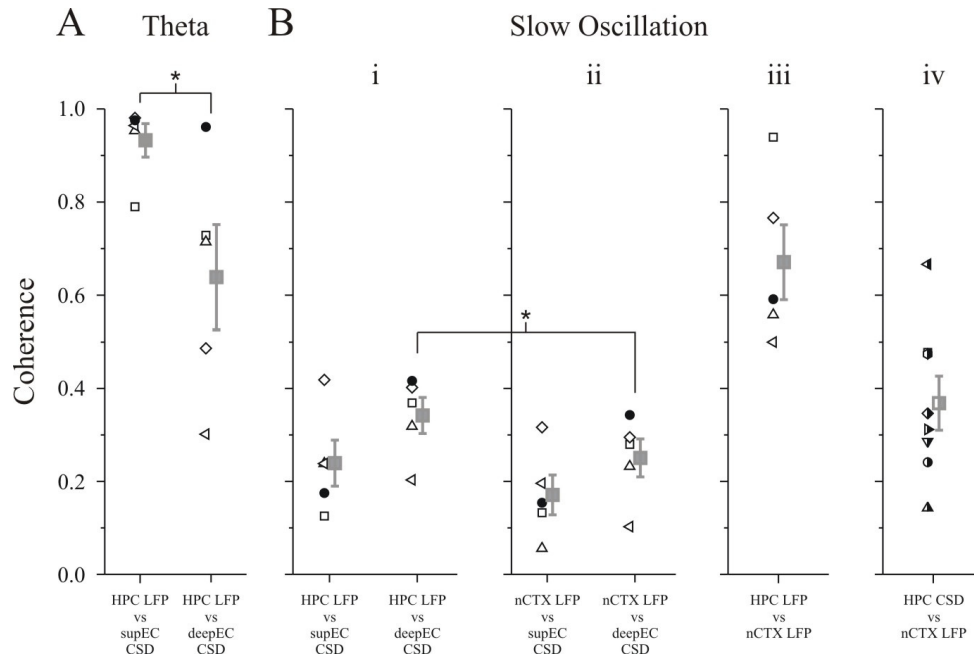 A Theta B Slow Oscillation
i ii iii iv
*
*
Coherence
1.0
0.8
0.6
0.4
0.2
0.0
HPC LFP
vs
supEC
CSD
HPC LFP
vs
deepEC
CSD
HPC LFP
vs
supEC
CSD
HPC LFP
vs
deepEC
CSD
nCTX LFP
vs
supEC
CSD
nCTX LFP
vs
deepEC
CSD
HPC LFP
vs
nCTX LFP
HPC CSD
vs
nCTX LFP